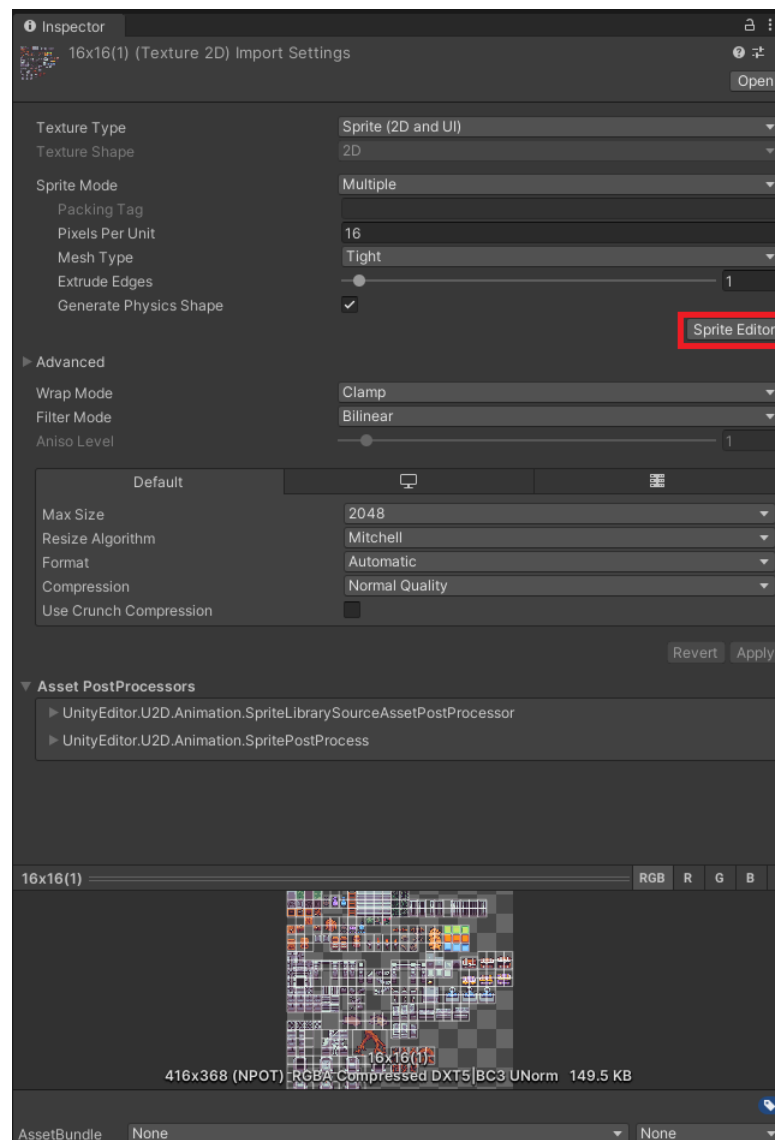 Inspector
16x16(1) (Texture 2D) Import Settings
Open
Texture Type Sprite (2D and UI)
Texture Shape 2D
Sprite Mode Multiple
Packing Tag
Pixels Per Unit 16
Mesh Type Tight
Extrude Edges 1
Generate Physics Shape
Sprite Editor
Advanced
Wrap Mode Clamp
Filter Mode Bilinear
Aniso Level 1
Default
Max Size 2048
Resize Algorithm Mitchell
Format Automatic
Compression Normal Quality
Use Crunch Compression
Revert Apply
Asset PostProcessors
UnityEditor.U2D.Animation.SpriteLibrarySourceAssetPostProcessor
UnityEditor.U2D.Animation.SpritePostProcess
16x16(1) RGB R G B
16x16(1)
416x368 (NPOT) RGBA Compressed DXT5|BC3 UNorm 149.5 KB
AssetBundle None None